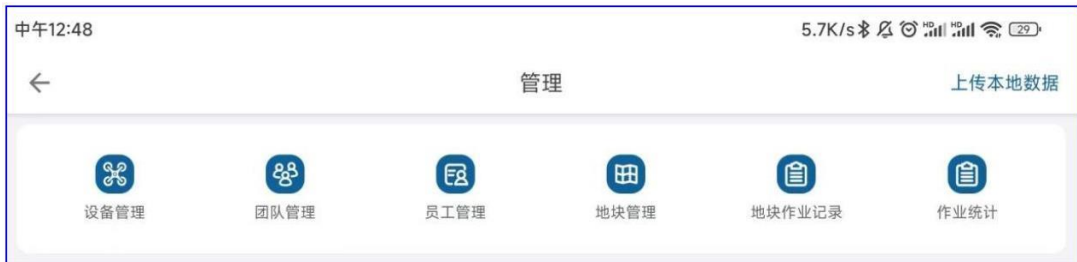 中午12:48 5.7K/s HD HD 29
管理 上传本地数据
设备管理 团队管理 员工管理 地块管理 地块作业记录 作业统计